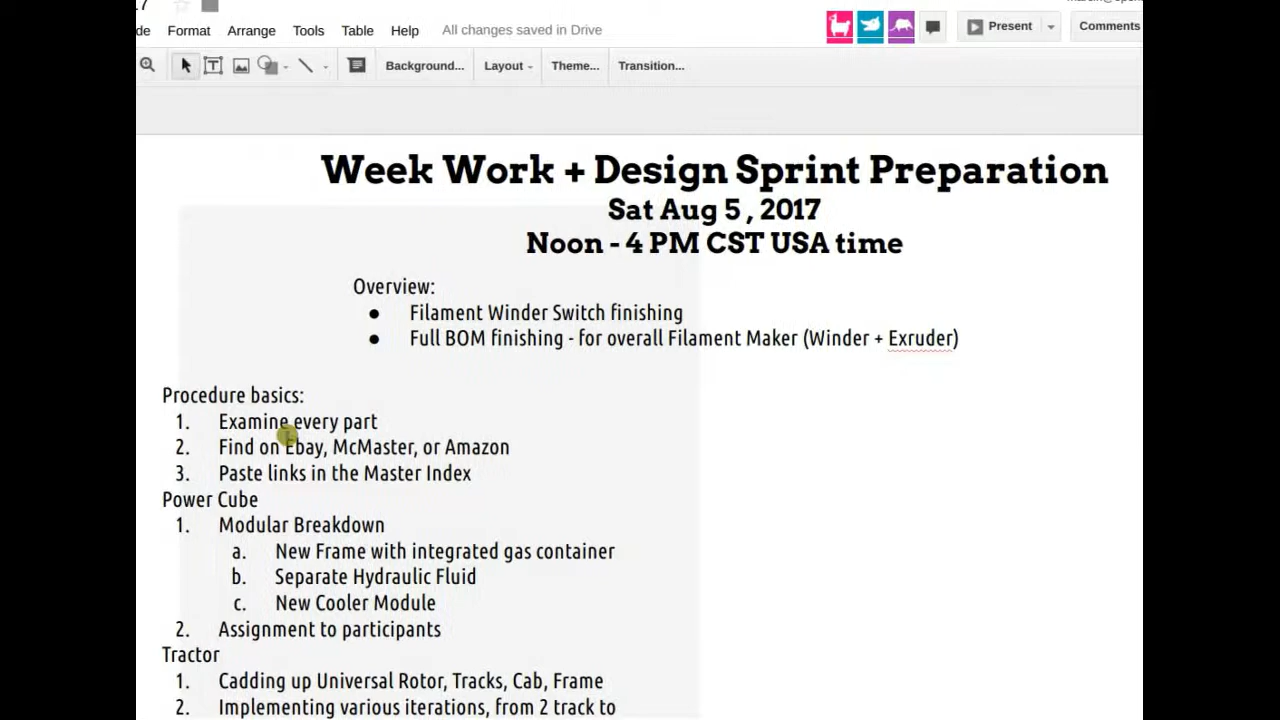 Format Arrange Tools Table Help All changes saved in Drive Present Comments
Background... Layout Theme... Transition...
Week Work + Design Sprint Preparation
Sat Aug 5 , 2017
Noon - 4 PM CST USA time
Overview:
● Filament Winder Switch finishing
● Full BOM finishing - for overall Filament Maker (Winder + Exruder)
Procedure basics:
1. Examine every part
2. Find on Ebay, McMaster, or Amazon
3. Paste links in the Master Index
Power Cube
1. Modular Breakdown
a. New Frame with integrated gas container
b. Separate Hydraulic Fluid
c. New Cooler Module
2. Assignment to participants
Tractor
1. Cadding up Universal Rotor, Tracks, Cab, Frame
2. Implementing various iterations, from 2 track to